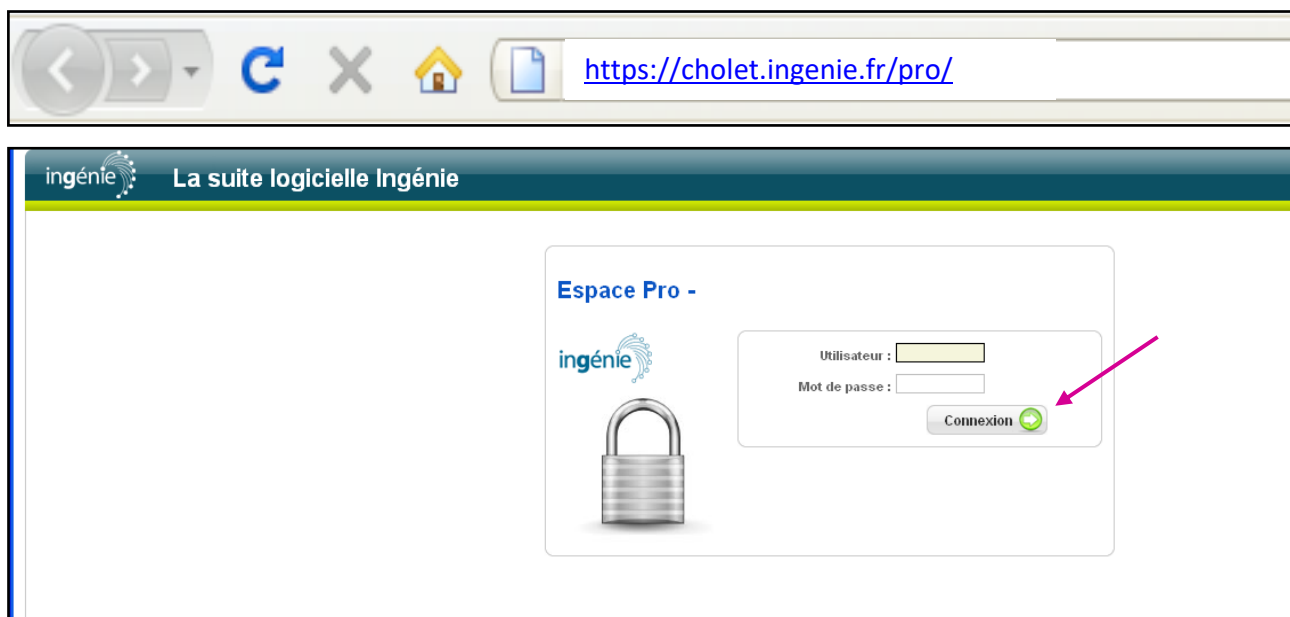 https://cholet.ingenie.fr/pro/
ingénie La suite logicielle Ingénie
Espace Pro -
ingénie
Utilisateur :
Mot de passe :
Connexion